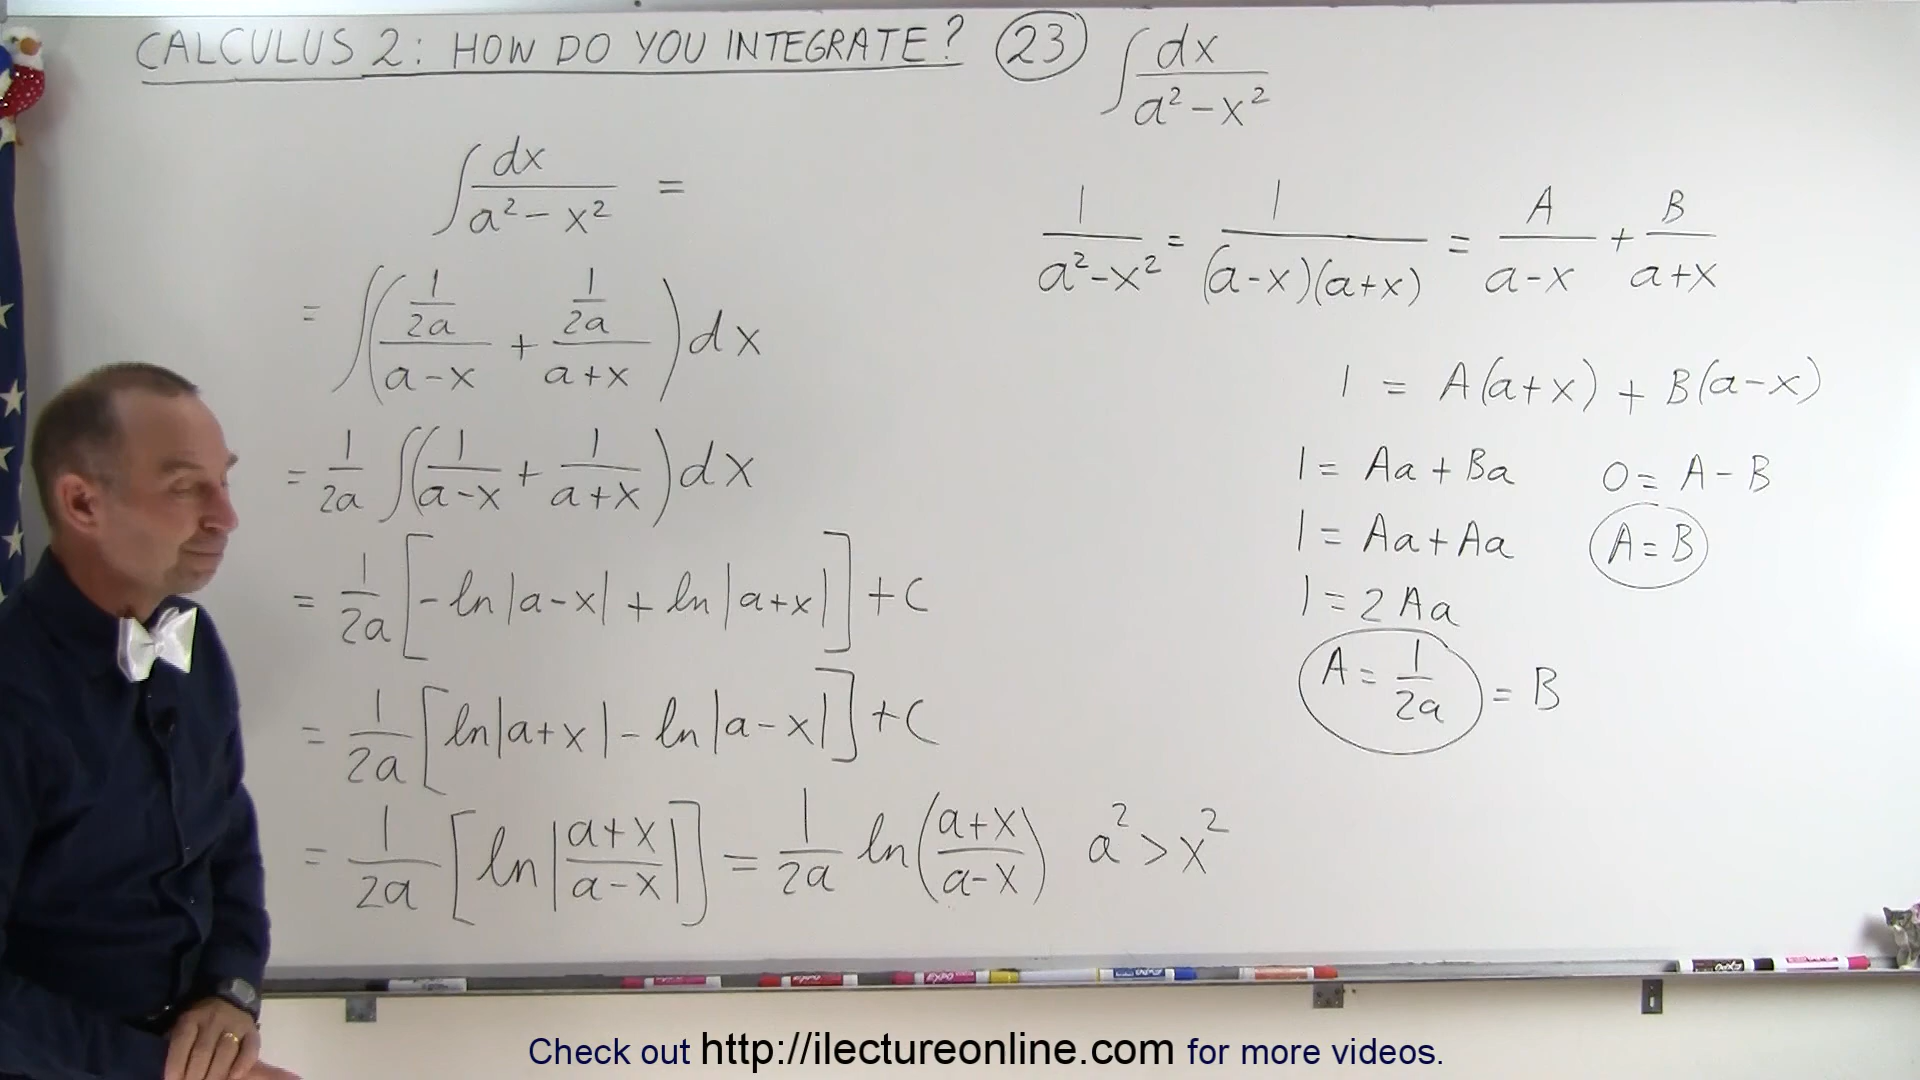 CALCULUS 2: HOW DO YOU INTEGRATE? (23) ∫ dx/(a²-x²)
∫ dx/(a²-x²) =
= ∫((1/2a)/(a-x) + (1/2a)/(a+x)) dx
= 1/2a ∫(1/(a-x) + 1/(a+x)) dx
= 1/2a [-ln|a-x| + ln|a+x|] + C
= 1/2a [ln|a+x| - ln|a-x|] + C
= 1/2a [ln|(a+x)/(a-x)|] = 1/2a ln((a+x)/(a-x)) a² > x²
1/(a²-x²) = 1/((a-x)(a+x)) = A/(a-x) + B/(a+x)
1 = A(a+x) + B(a-x)
1 = Aa + Ba 0 = A - B
1 = Aa + Aa A = B
1 = 2Aa
A = 1/2a = B
EXPO
Check out http://ilectureonline.com for more videos.